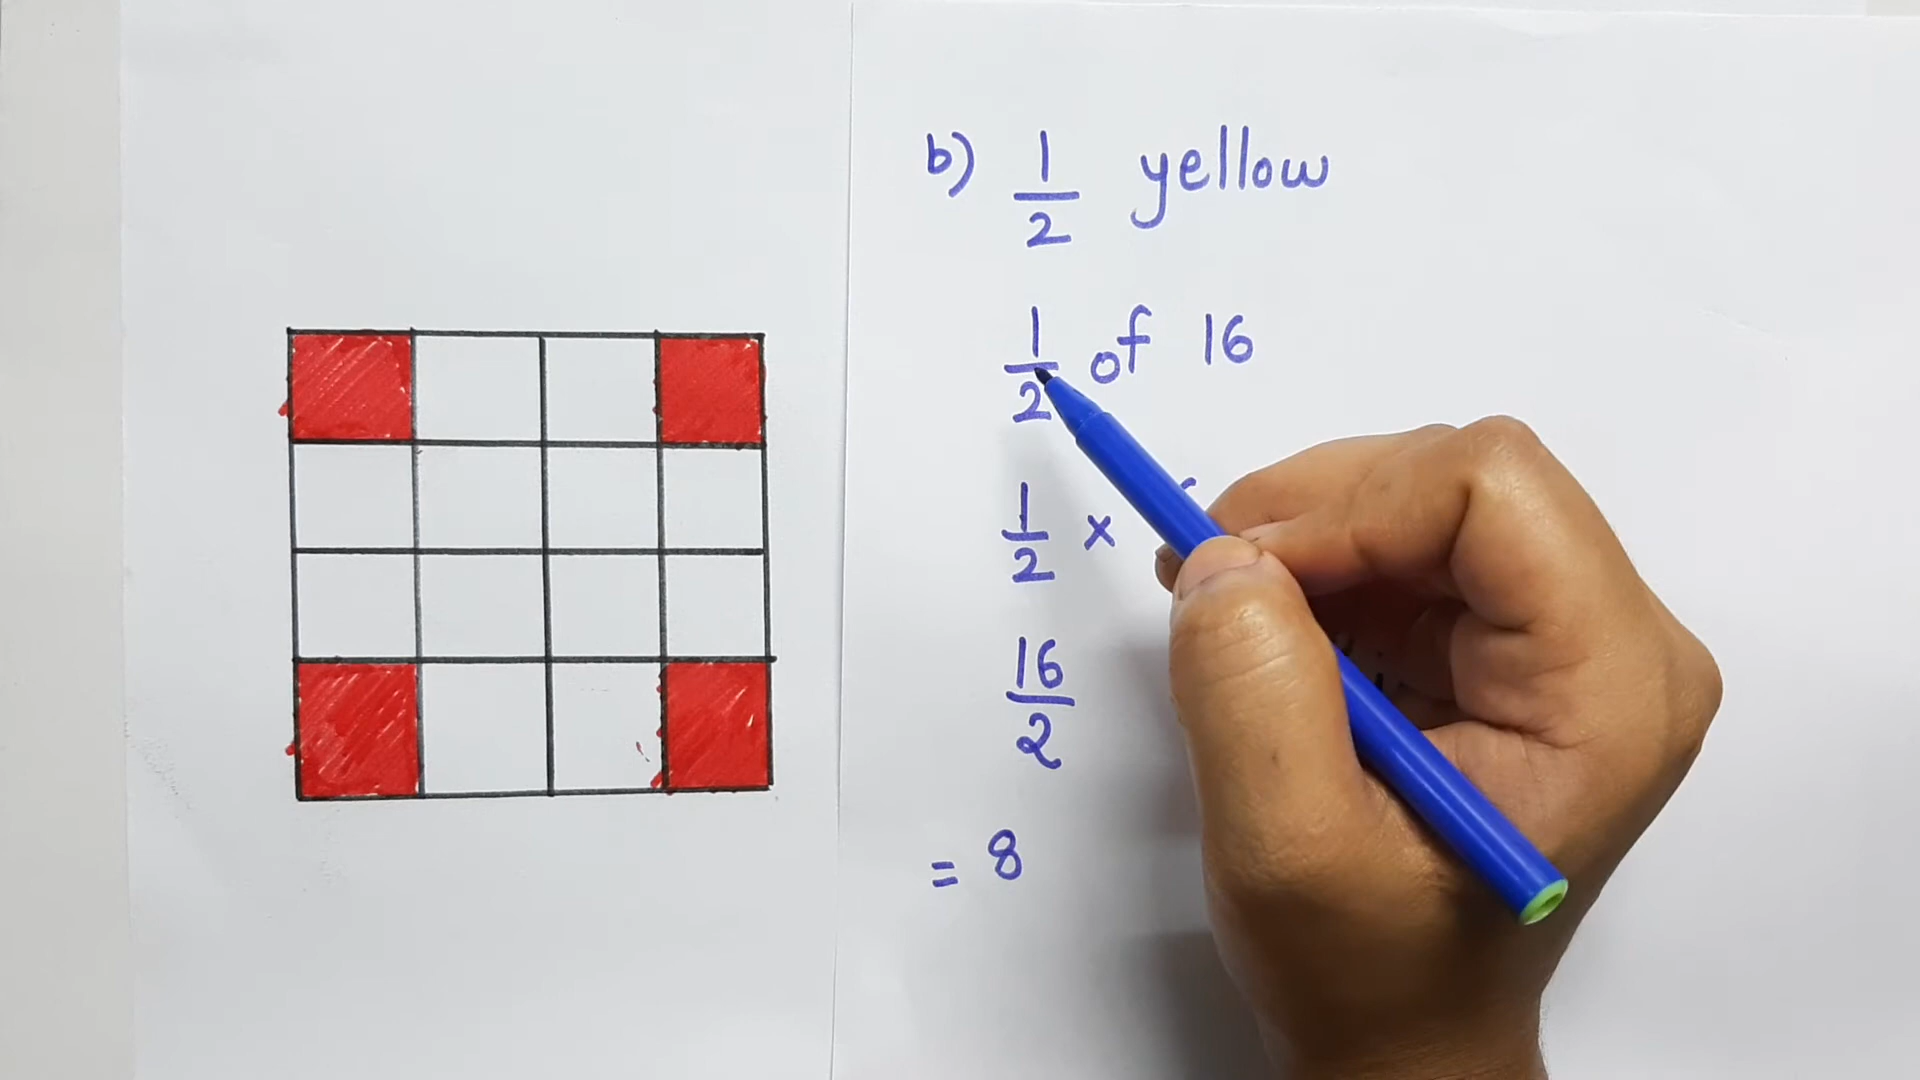 b) 1/2 yellow
1/2 of 16
1/2 ×
16/2
= 8